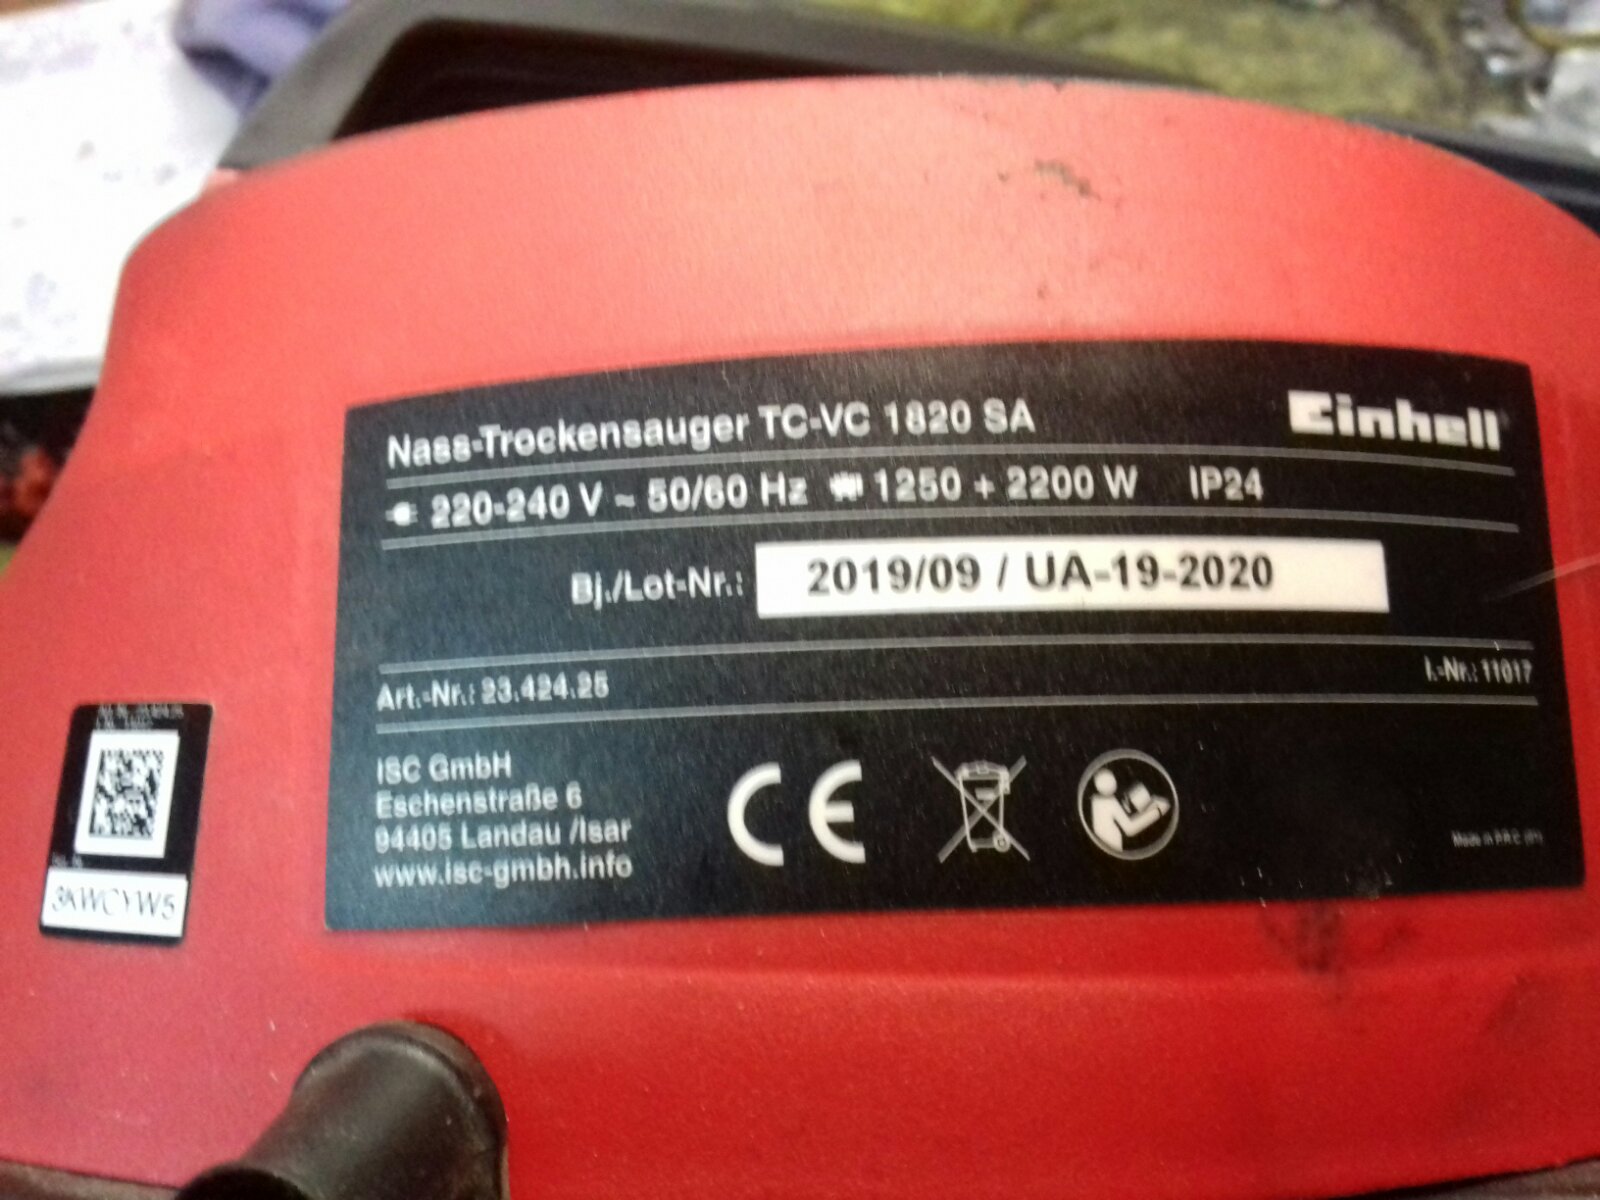 Nass-Trockensauger TC-VC 1820 SA
Einhell
220-240 V ~ 50/60 Hz 1250 + 2200 W IP24
Bj./Lot-Nr.: 2019/09 / UA-19-2020
Art.-Nr.: 23.424.25
I.-Nr.: 11017
ISC GmbH
Eschenstraße 6
94405 Landau /Isar
www.isc-gmbh.info
CE
Made in P.R.C.
3KWCYW5